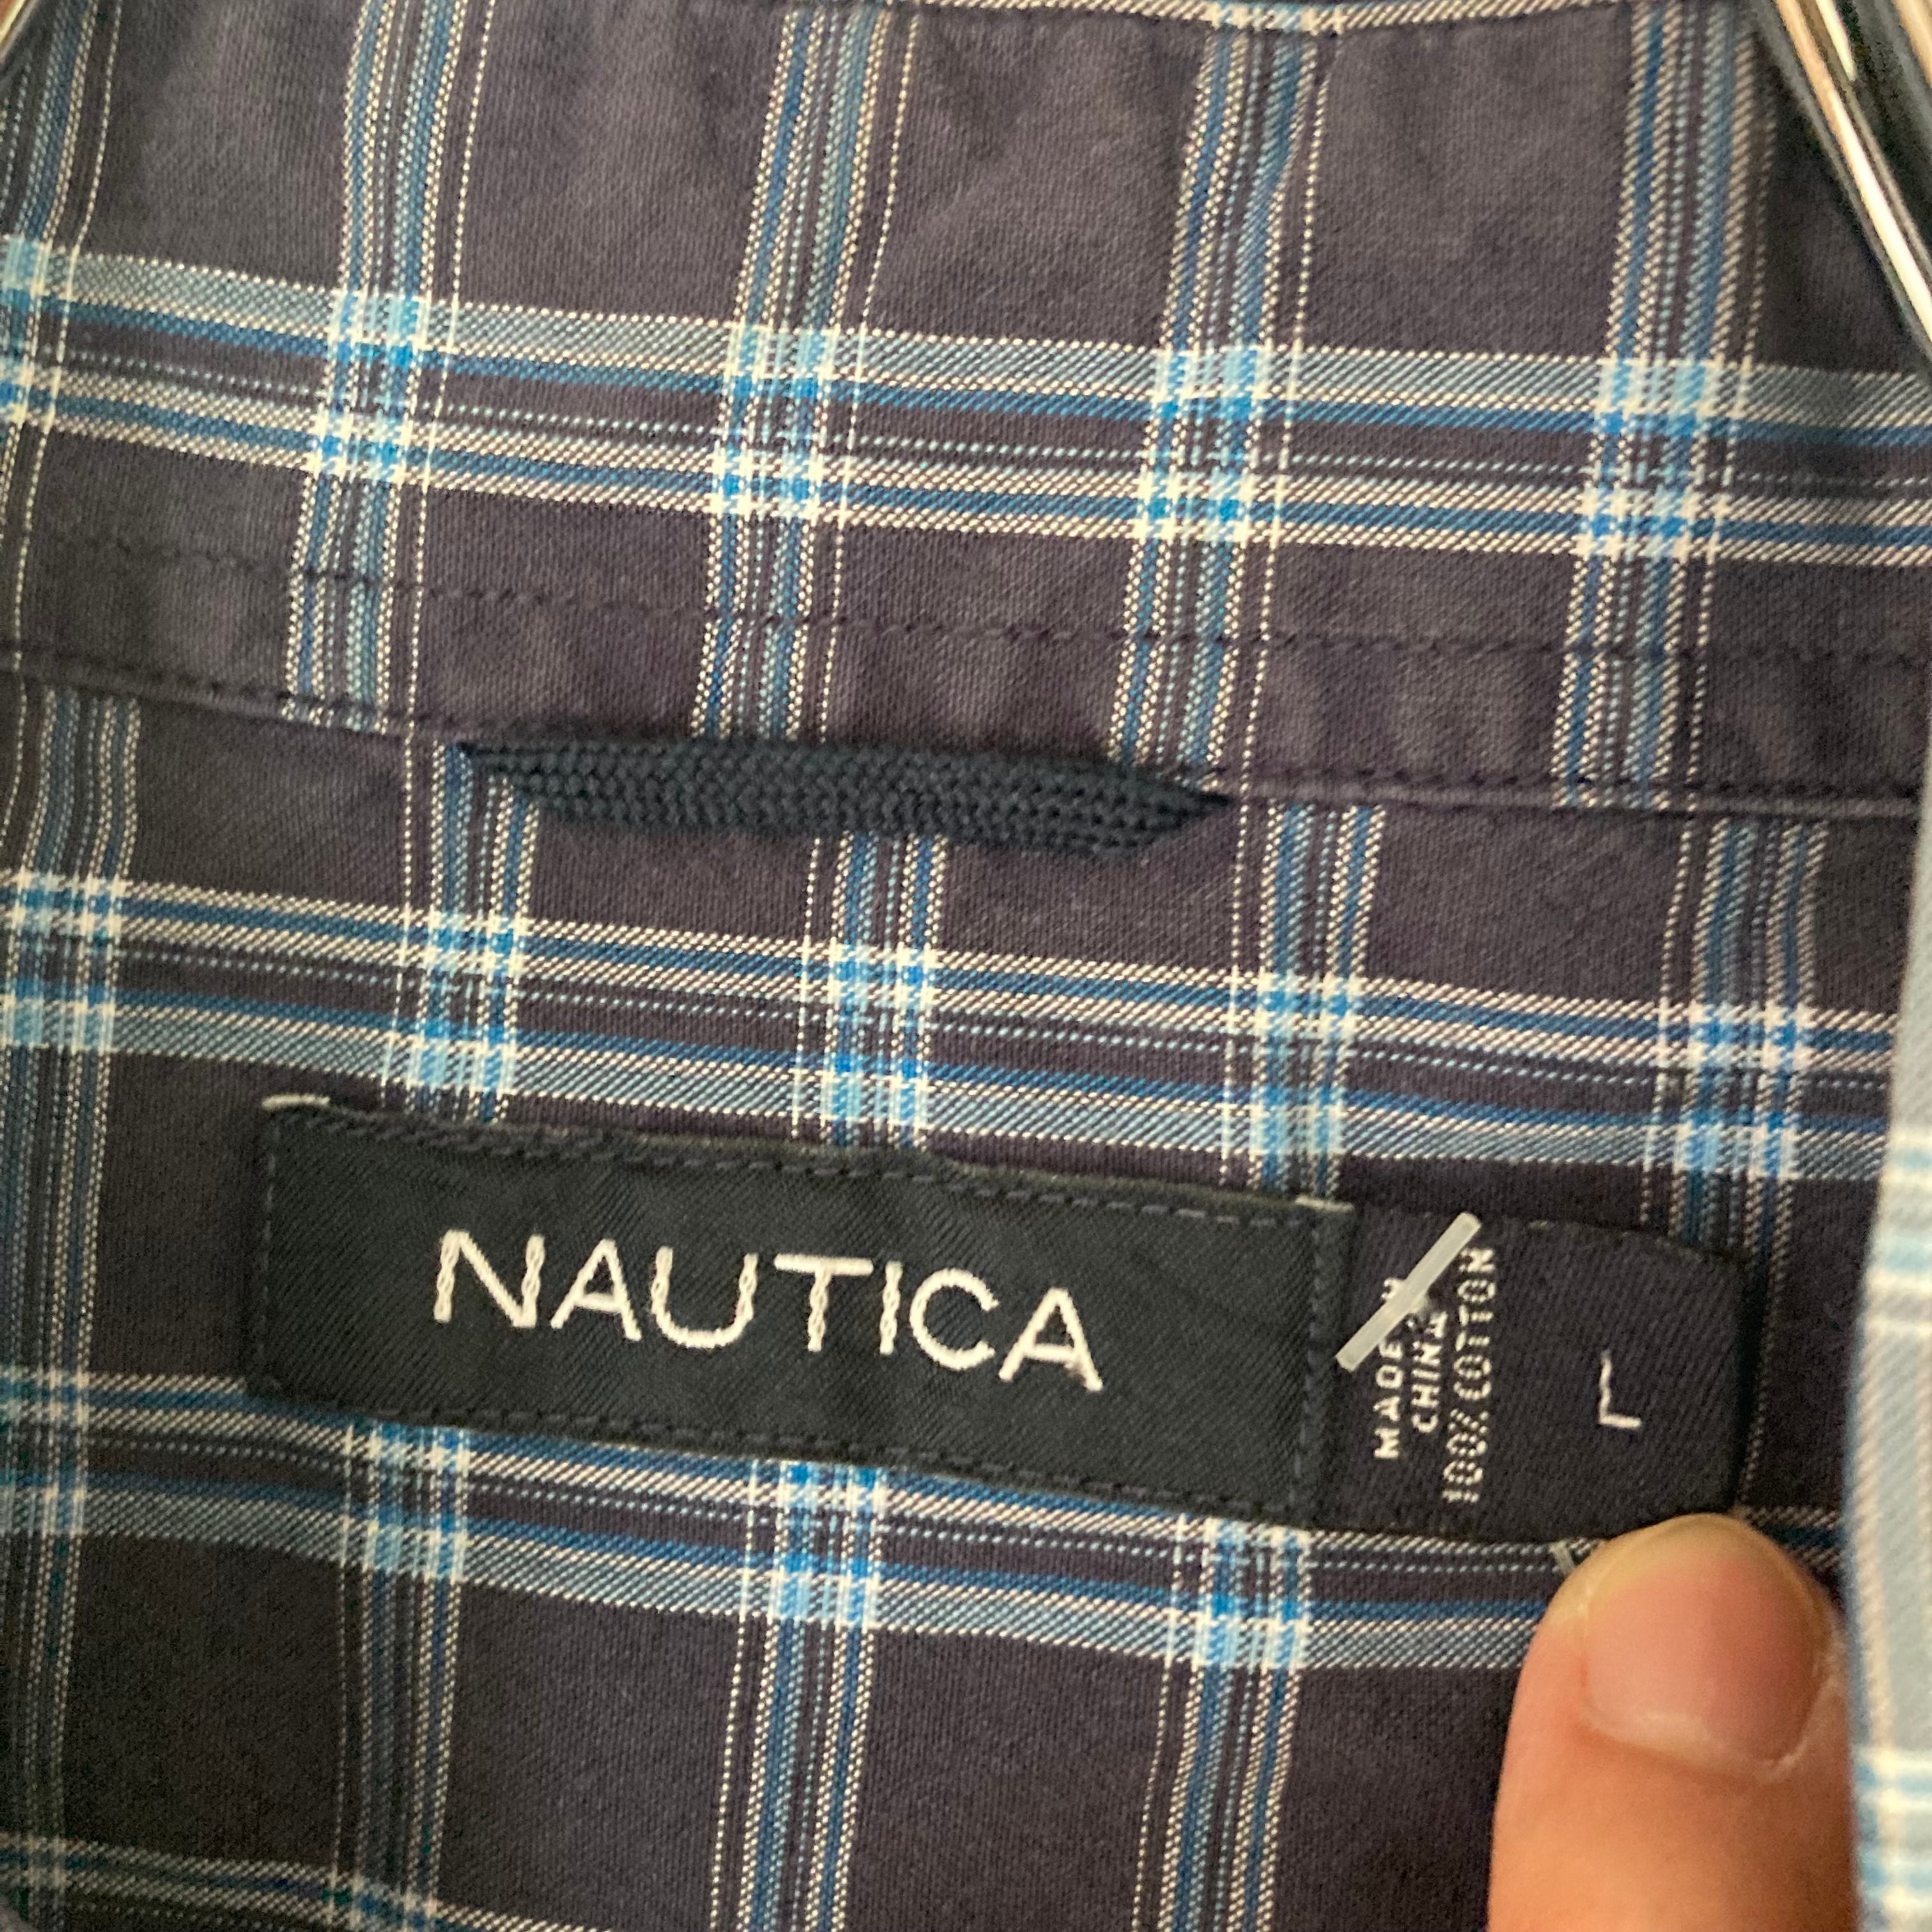 NAUTICA
MADE IN
CHINA
100% COTTON
L